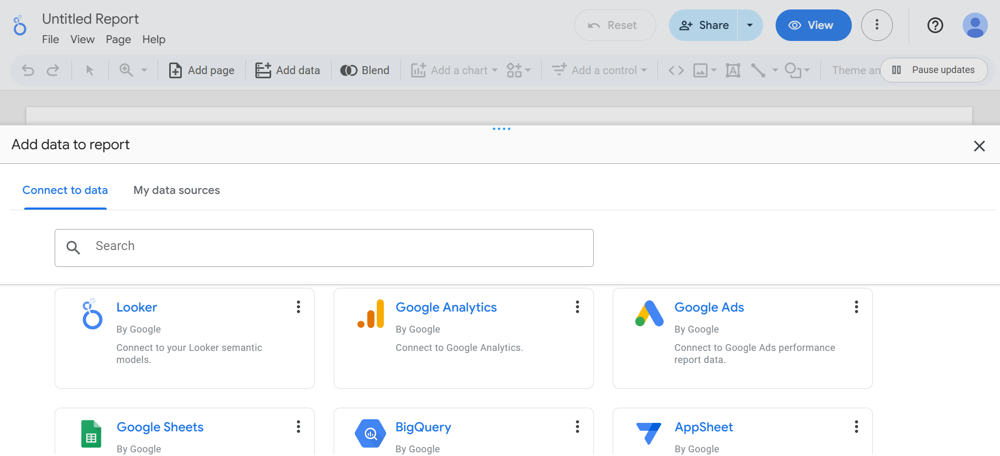 Untitled Report
File View Page Help
Reset
Share
View
Add page
Add data
Blend
Add a chart
Add a control
Theme an
Pause updates
Add data to report
Connect to data
My data sources
Search
Looker
By Google
Connect to your Looker semantic
models.
Google Analytics
By Google
Connect to Google Analytics.
Google Ads
By Google
Connect to Google Ads performance
report data.
Google Sheets
By Google
BigQuery
By Google
AppSheet
By Google